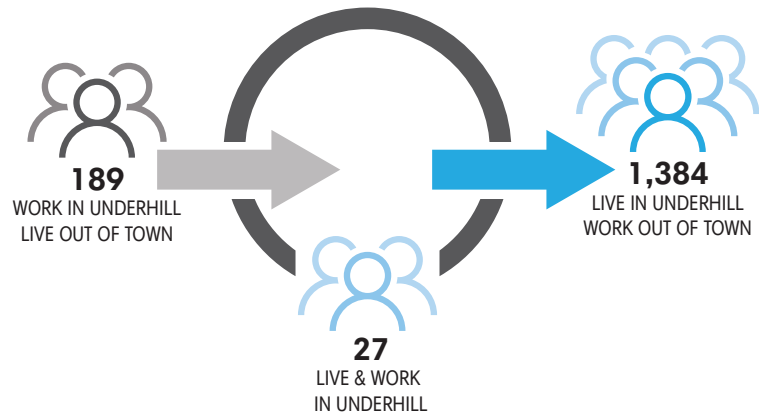 189
WORK IN UNDERHILL
LIVE OUT OF TOWN
1,384
LIVE IN UNDERHILL
WORK OUT OF TOWN
27
LIVE & WORK
IN UNDERHILL